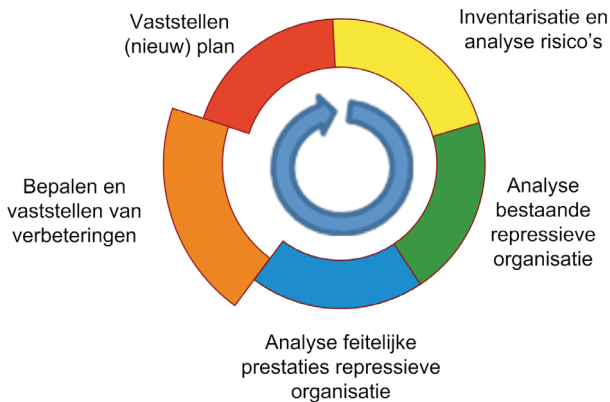 Vaststellen
(nieuw) plan
Inventarisatie en
analyse risico's
Analyse
bestaande
repressieve
organisatie
Analyse feitelijke
prestaties repressieve
organisatie
Bepalen en
vaststellen van
verbeteringen